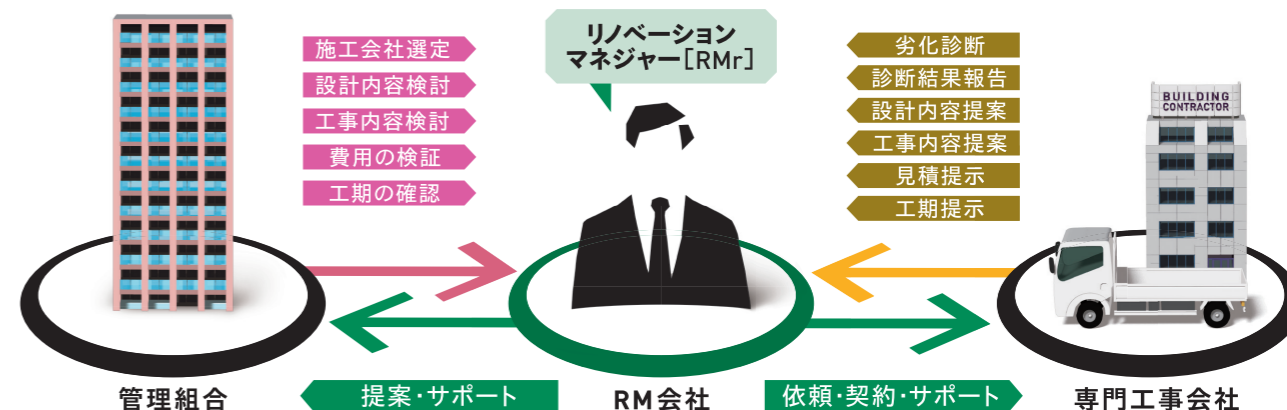 施工会社選定
設計内容検討
工事内容検討
費用の検証
工期の確認
リノベーション
マネジャー[RMr]
劣化診断
診断結果報告
設計内容提案
工事内容提案
見積提示
工期提示
BUILDING
CONTRACTOR
管理組合
提案・サポート
RM会社
依頼・契約・サポート
専門工事会社